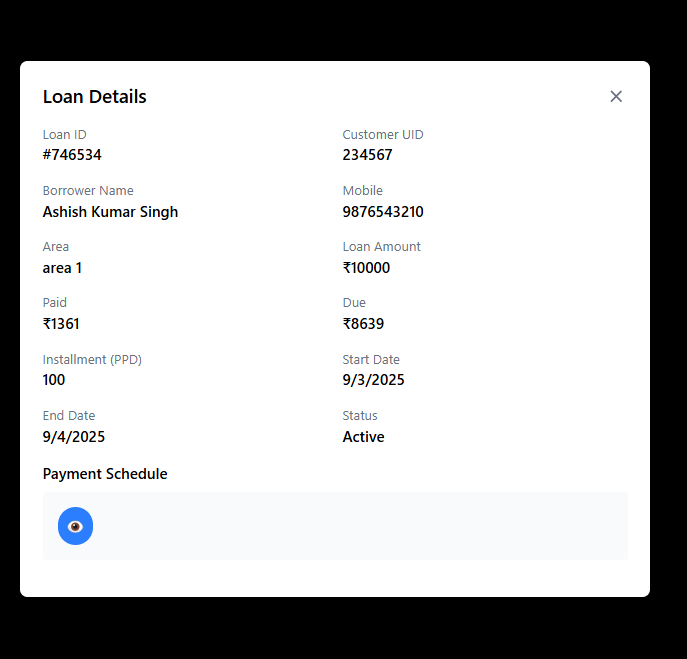 Loan Details
Loan ID
Customer UID
#746534
234567
Borrower Name
Mobile
Ashish Kumar Singh
9876543210
Area
Loan Amount
area 1
₹10000
Paid
Due
₹1361
₹8639
Installment (PPD)
Start Date
100
9/3/2025
End Date
Status
9/4/2025
Active
Payment Schedule